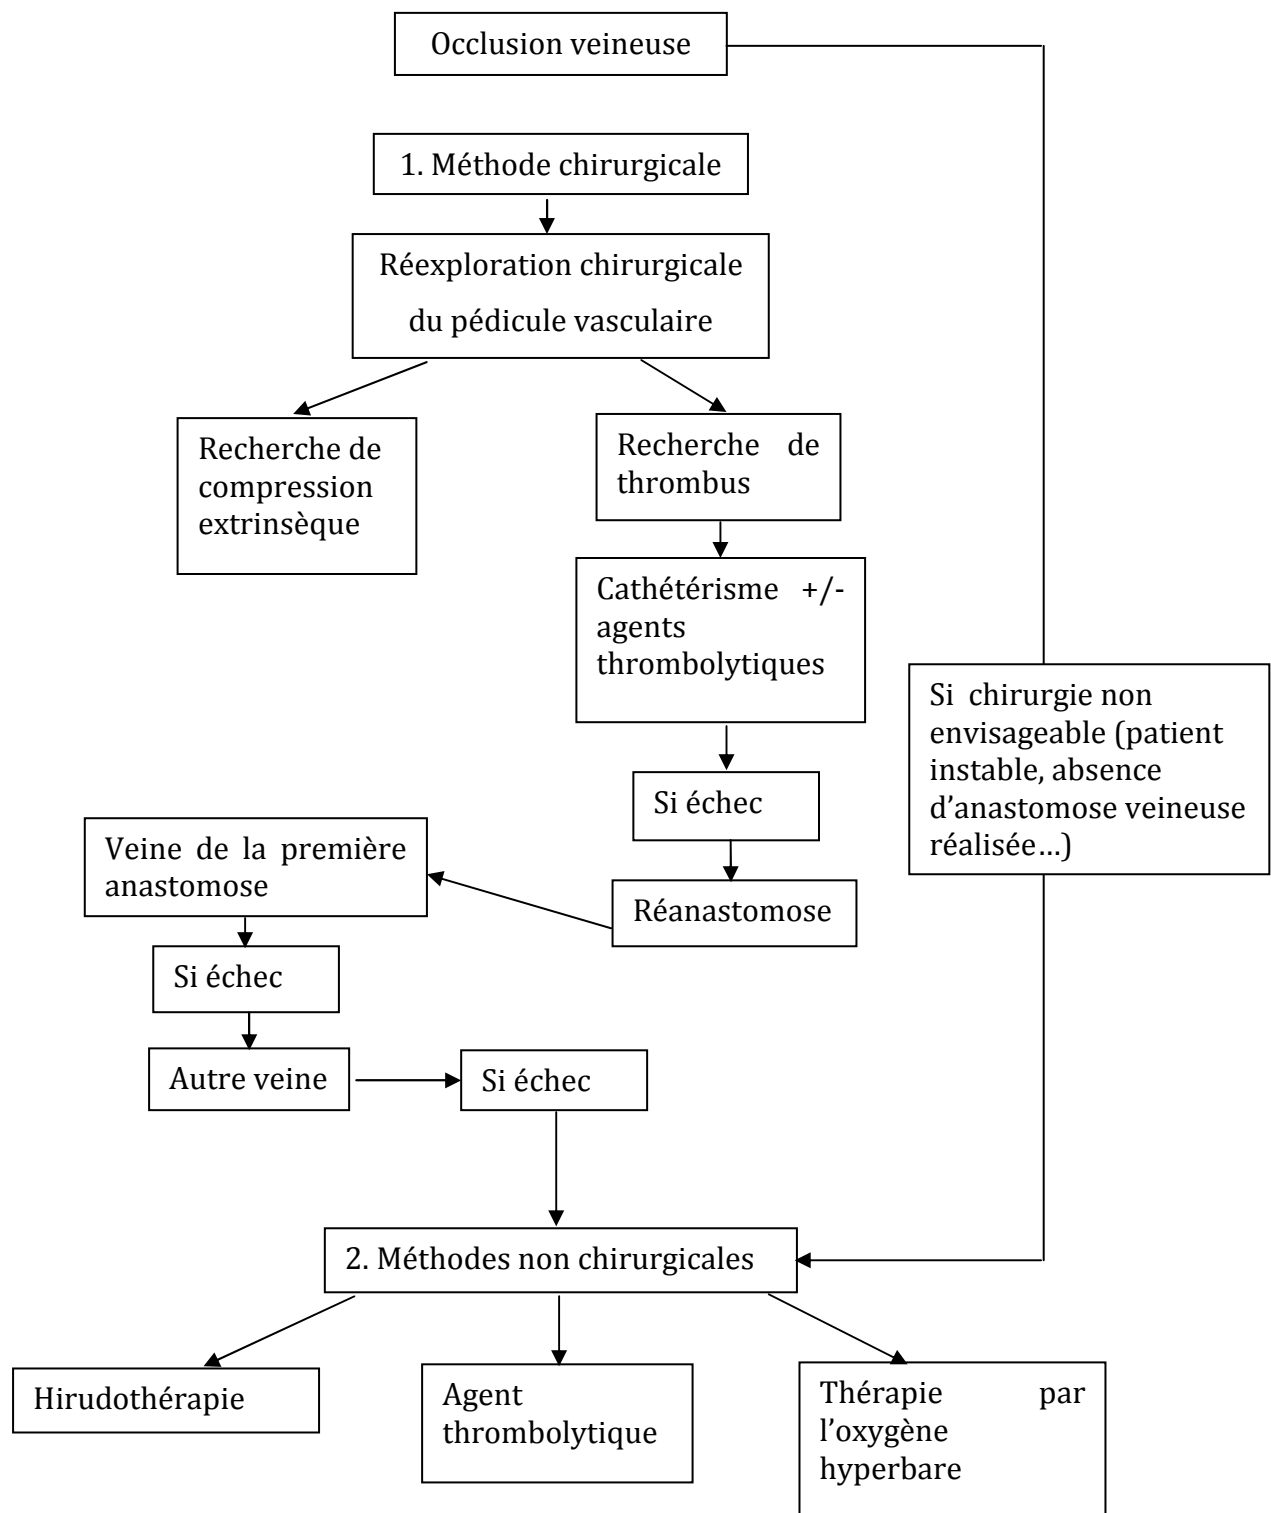 Occlusion veineuse
1. Méthode chirurgicale
Réexploration chirurgicale
du pédicule vasculaire
Recherche de
compression
extrinsèque
Recherche de
thrombus
Cathétérisme +/-
agents
thrombolytiques
Si chirurgie non
envisageable (patient
instable, absence
d’anastomose veineuse
réalisée…)
Si échec
Réanastomose
Veine de la première
anastomose
Si échec
Autre veine
Si échec
2. Méthodes non chirurgicales
Hirudothérapie
Agent
thrombolytique
Thérapie par
l’oxygène
hyperbare